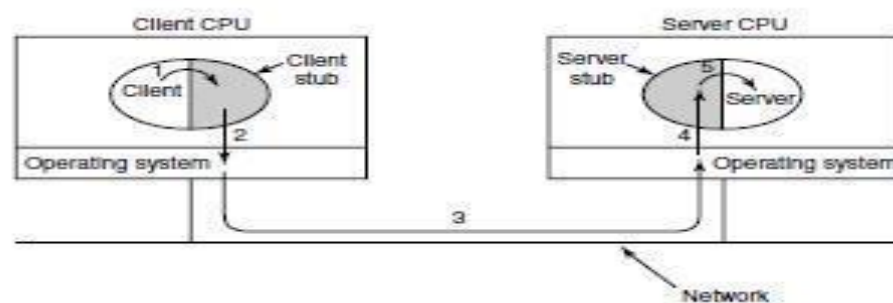 Client CPU
Server CPU
1
Client
Client
stub
2
Operating system
Server
stub
5
Server
4
Operating system
3
Network